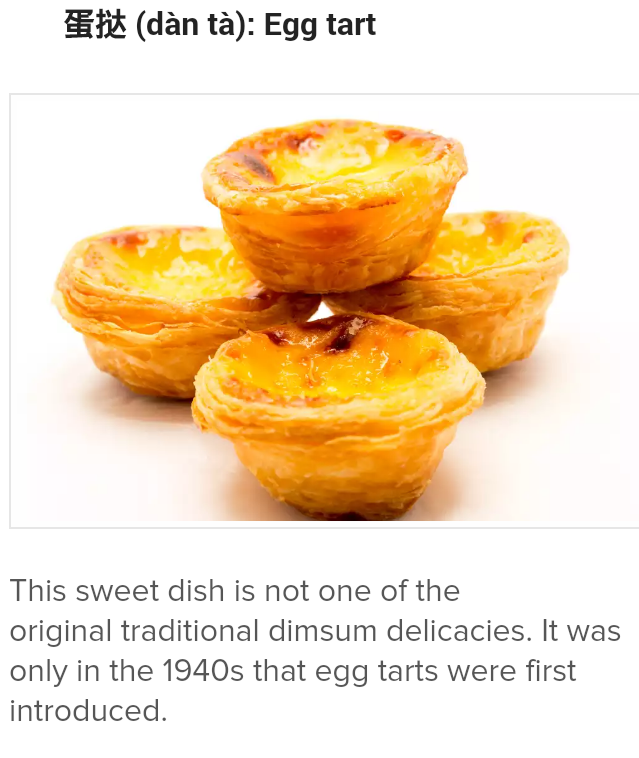 蛋挞 (dàn tà): Egg tart
This sweet dish is not one of the
original traditional dimsum delicacies. It was
only in the 1940s that egg tarts were first
introduced.